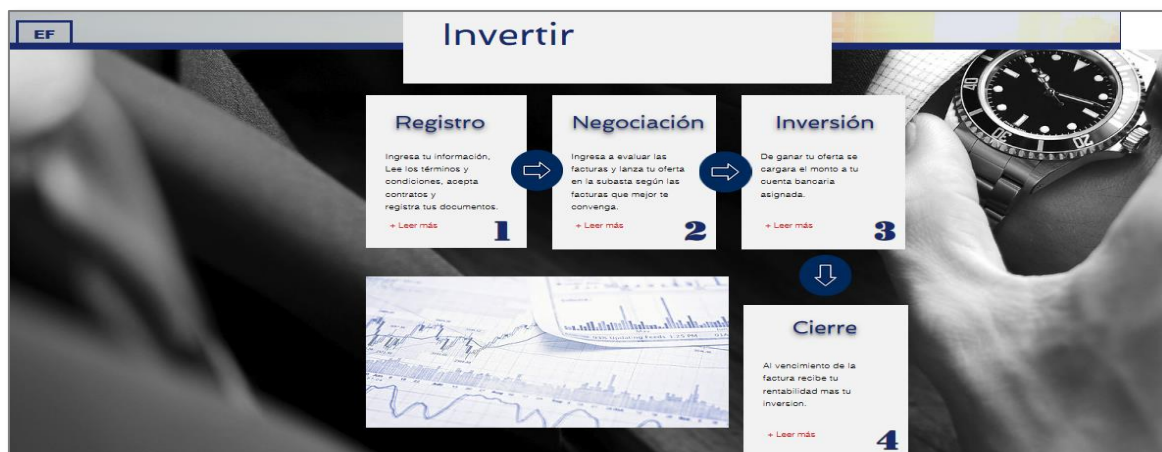 EF
Invertir
Registro
Ingresa tu información,
Lee los términos y
condiciones, acepta
contratos y
registra tus documentos.
+ Leer más
1
Negociación
Ingresa a evaluar las
facturas y lanza tu oferta
en la subasta según las
facturas que mejor te
convenga.
+ Leer más
2
Inversión
De ganar tu oferta se
cargara el monto a tu
cuenta bancaria
asignada.
+ Leer más
3
Cierre
Al vencimiento de la
factura recibe tu
rentabilidad mas tu
inversion.
+ Leer más
4